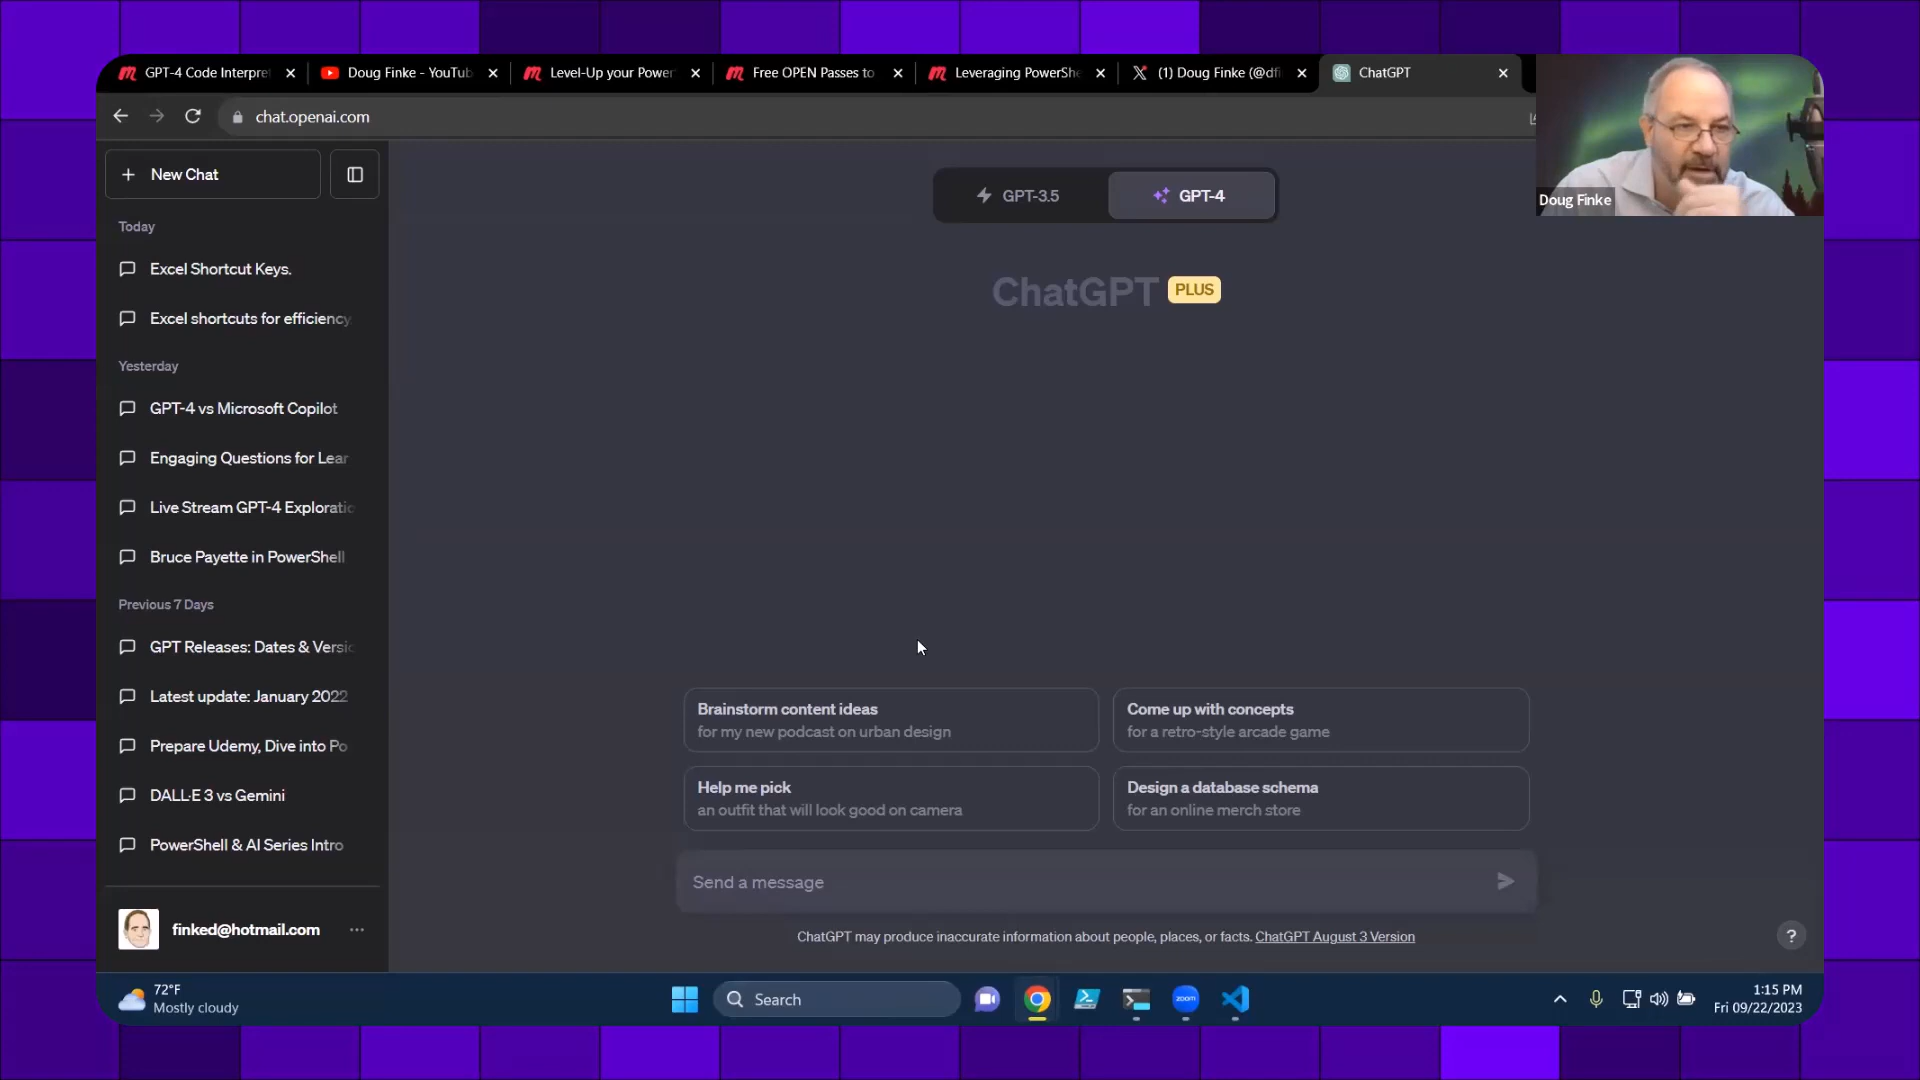 GPT-4 Code Interpre
Doug Finke - YouTub
Level-Up your Power
Free OPEN Passes to
Leveraging PowerShe
(1) Doug Finke (@dfi
ChatGPT
chat.openai.com
Doug Finke
New Chat
Today
Excel Shortcut Keys.
Excel shortcuts for efficiency.
Yesterday
GPT-4 vs Microsoft Copilot
Engaging Questions for Lear
Live Stream GPT-4 Exploratio
Bruce Payette in PowerShell
Previous 7 Days
GPT Releases: Dates & Versio
Latest update: January 2022
Prepare Udemy, Dive into Po
DALL·E 3 vs Gemini
PowerShell & AI Series Intro
finked@hotmail.com
GPT-3.5
GPT-4
ChatGPT PLUS
Brainstorm content ideas
for my new podcast on urban design
Come up with concepts
for a retro-style arcade game
Help me pick
an outfit that will look good on camera
Design a database schema
for an online merch store
Send a message
ChatGPT may produce inaccurate information about people, places, or facts. ChatGPT August 3 Version
?
72°F
Mostly cloudy
Search
zoom
1:15 PM
Fri 09/22/2023